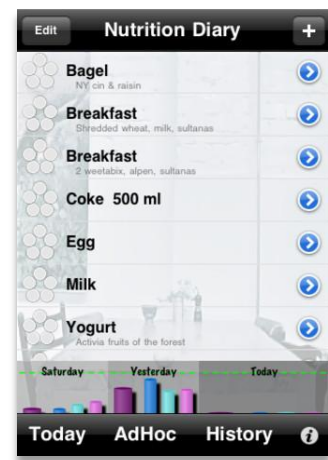 Edit Nutrition Diary +
Bagel
NY cin & raisin
Breakfast
Shredded wheat, milk, sultanas
Breakfast
2 weetabix, alpen, sultanas
Coke 500 ml
Egg
Milk
Yogurt
Activia fruits of the forest
Saturday Yesterday Today
Today AdHoc History i